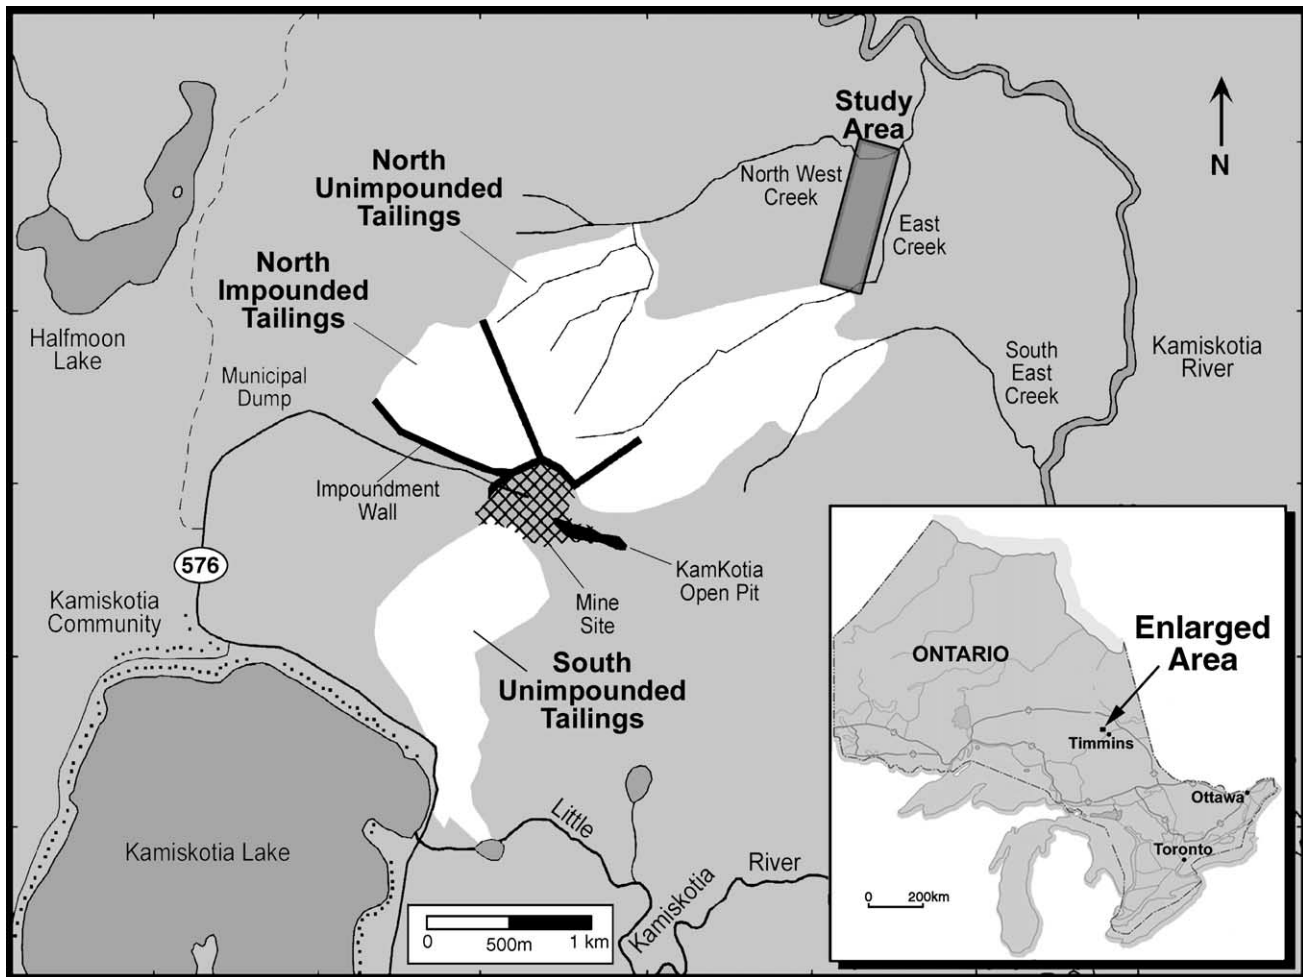 Study
Area
N
North
Unimpounded
Tailings
North West
Creek
East
Creek
North
Impounded
Tailings
Halfmoon
Lake
Municipal
Dump
South
East
Creek
Kamiskotia
River
Impoundment
Wall
576
KamKotia
Open Pit
Kamiskotia
Community
Mine
Site
South
Unimpounded
Tailings
Enlarged
Area
ONTARIO
Timmins
Ottawa
Toronto
0 200km
Little
Kamiskotia
River
Kamiskotia Lake
0 500m 1 km